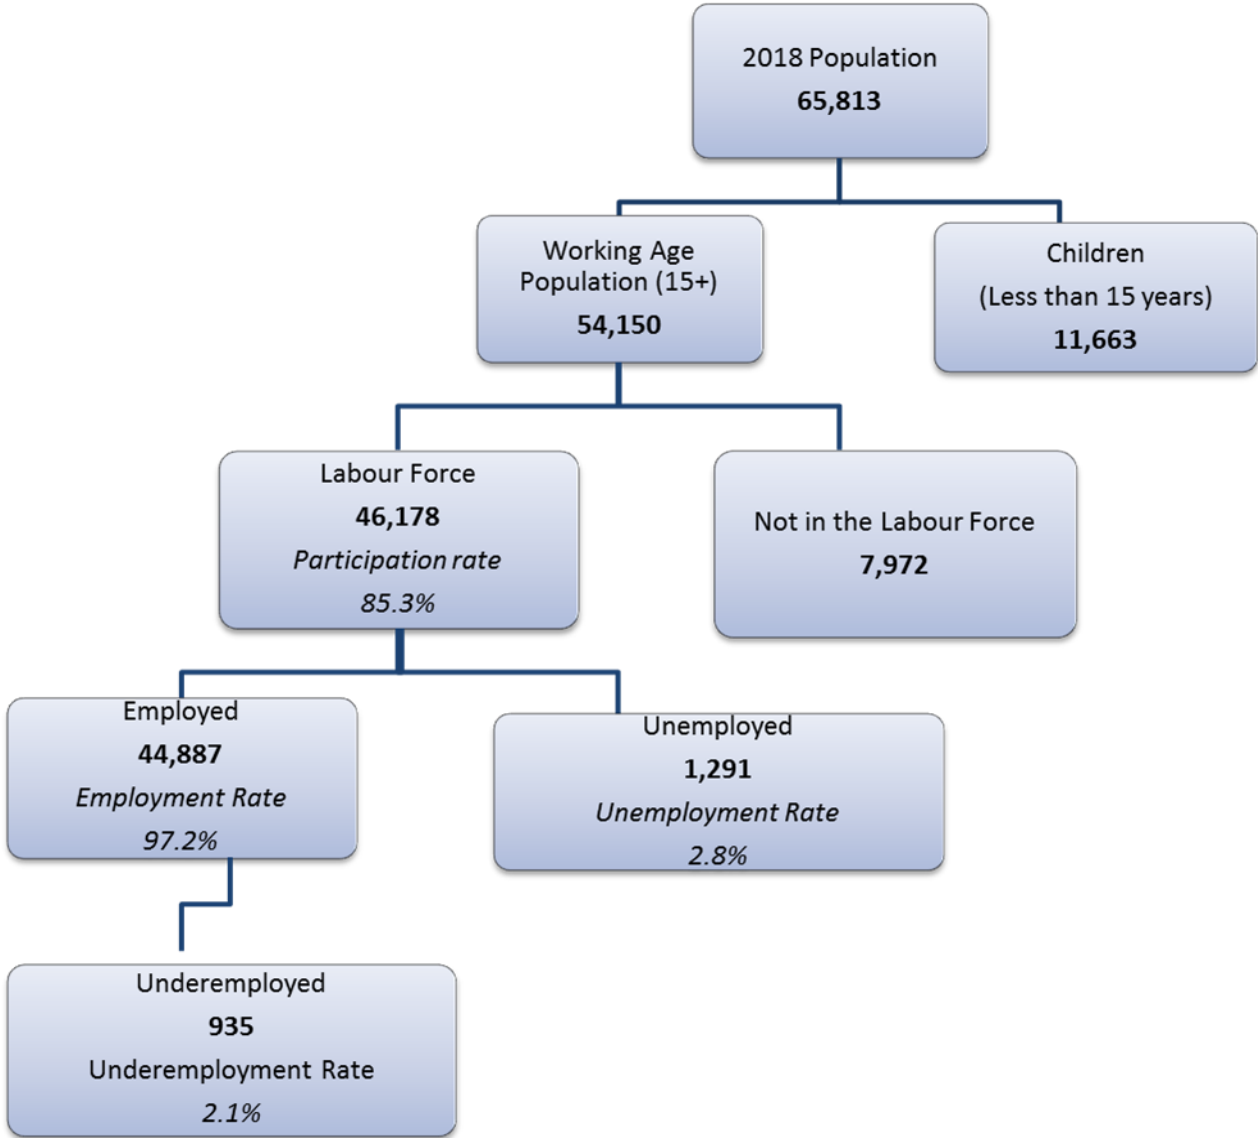 2018 Population
65,813
Working Age
Population (15+)
54,150
Children
(Less than 15 years)
11,663
Labour Force
46,178
Participation rate
85.3%
Not in the Labour Force
7,972
Employed
44,887
Employment Rate
97.2%
Unemployed
1,291
Unemployment Rate
2.8%
Underemployed
935
Underemployment Rate
2.1%